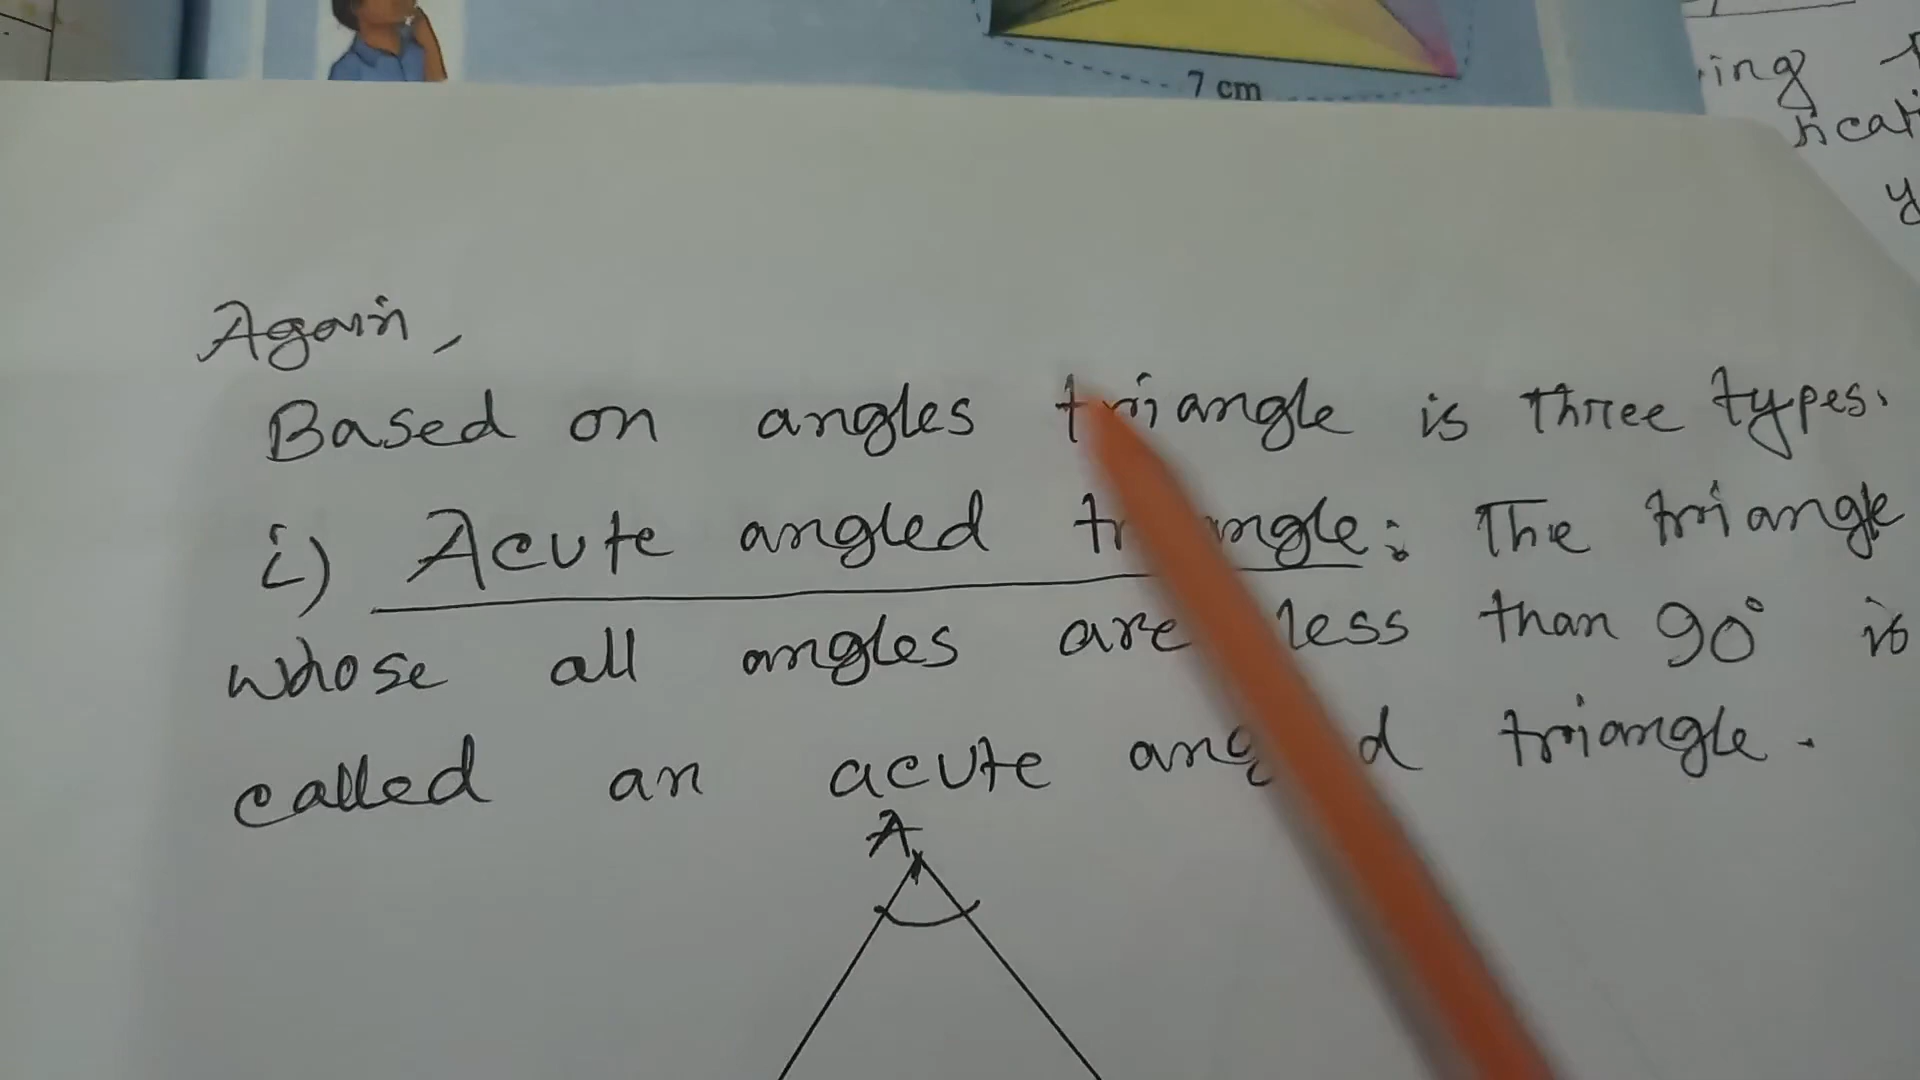 7 cm
ing
Again,
Based on angles triangle is three types.
i) Acute angled triangle: The triangle
whose all angles are less than 90° is
called an acute angled triangle.
A